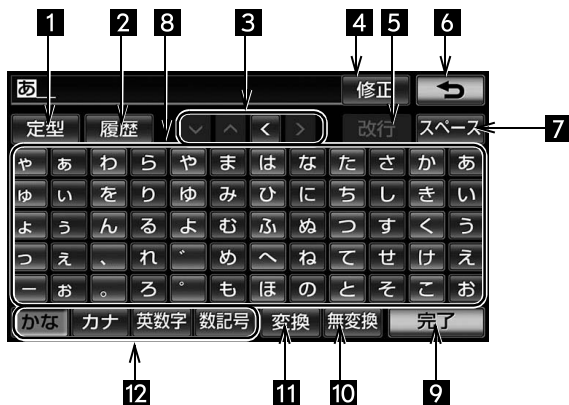 1 2 8 3 4 5 6
あ_ 修正
定型 履歴 ∨ ∧ < > 改行 スペース 7
ゃ ぁ わ ら や ま は な た さ か あ
ゅ ぃ を り ゆ み ひ に ち し き い
ょ ぅ ん る よ む ふ ぬ つ す く う
っ ぇ 、 れ ゛ め へ ね て せ け え
ー ぉ 。 ろ ゜ も ほ の と そ こ お
かな カナ 英数字 数記号 変換 無変換 完了
12 11 10 9